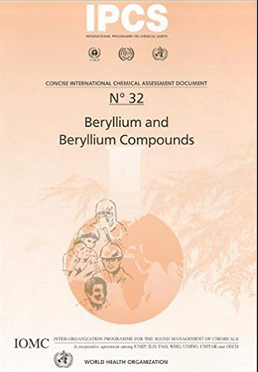 IPCS
INTERNATIONAL PROGRAMME ON CHEMICAL SAFETY
CONCISE INTERNATIONAL CHEMICAL ASSESSMENT DOCUMENT
N° 32
Beryllium and
Beryllium Compounds
IOMC
INTER-ORGANIZATION PROGRAMME FOR THE SOUND MANAGEMENT OF CHEMICALS
A cooperative agreement among UNEP, ILO, FAO, WHO, UNIDO, UNITAR and OECD
WORLD HEALTH ORGANIZATION